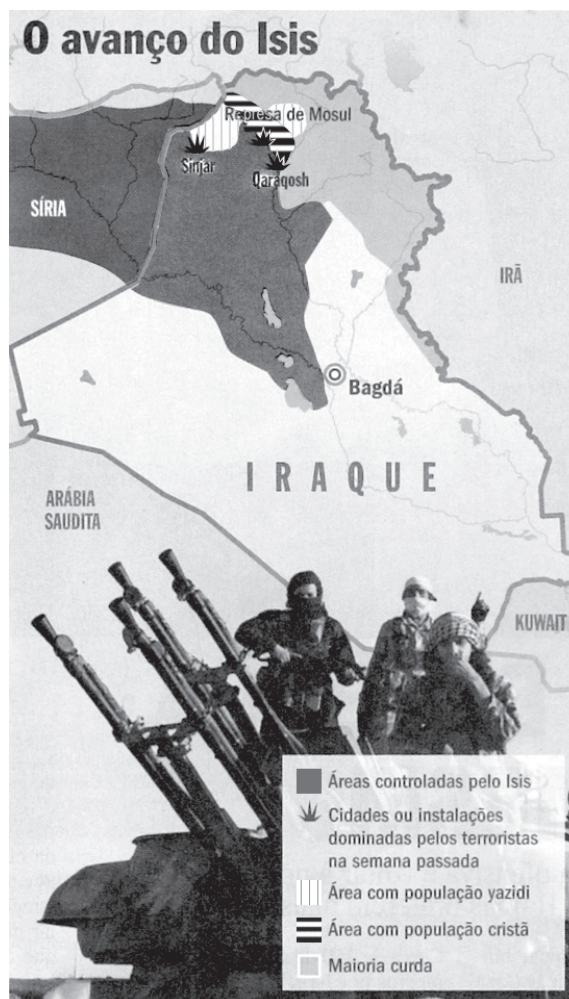 O avanço do Isis
Represa de Mosul
Sinjar
Qaraqosh
SÍRIA
IRÃ
Bagdá
IRAQUE
ARÁBIA
SAUDITA
KUWAIT
Áreas controladas pelo Isis
Cidades ou instalações
dominadas pelos terroristas
na semana passada
Área com população yazidi
Área com população cristã
Maioria curda